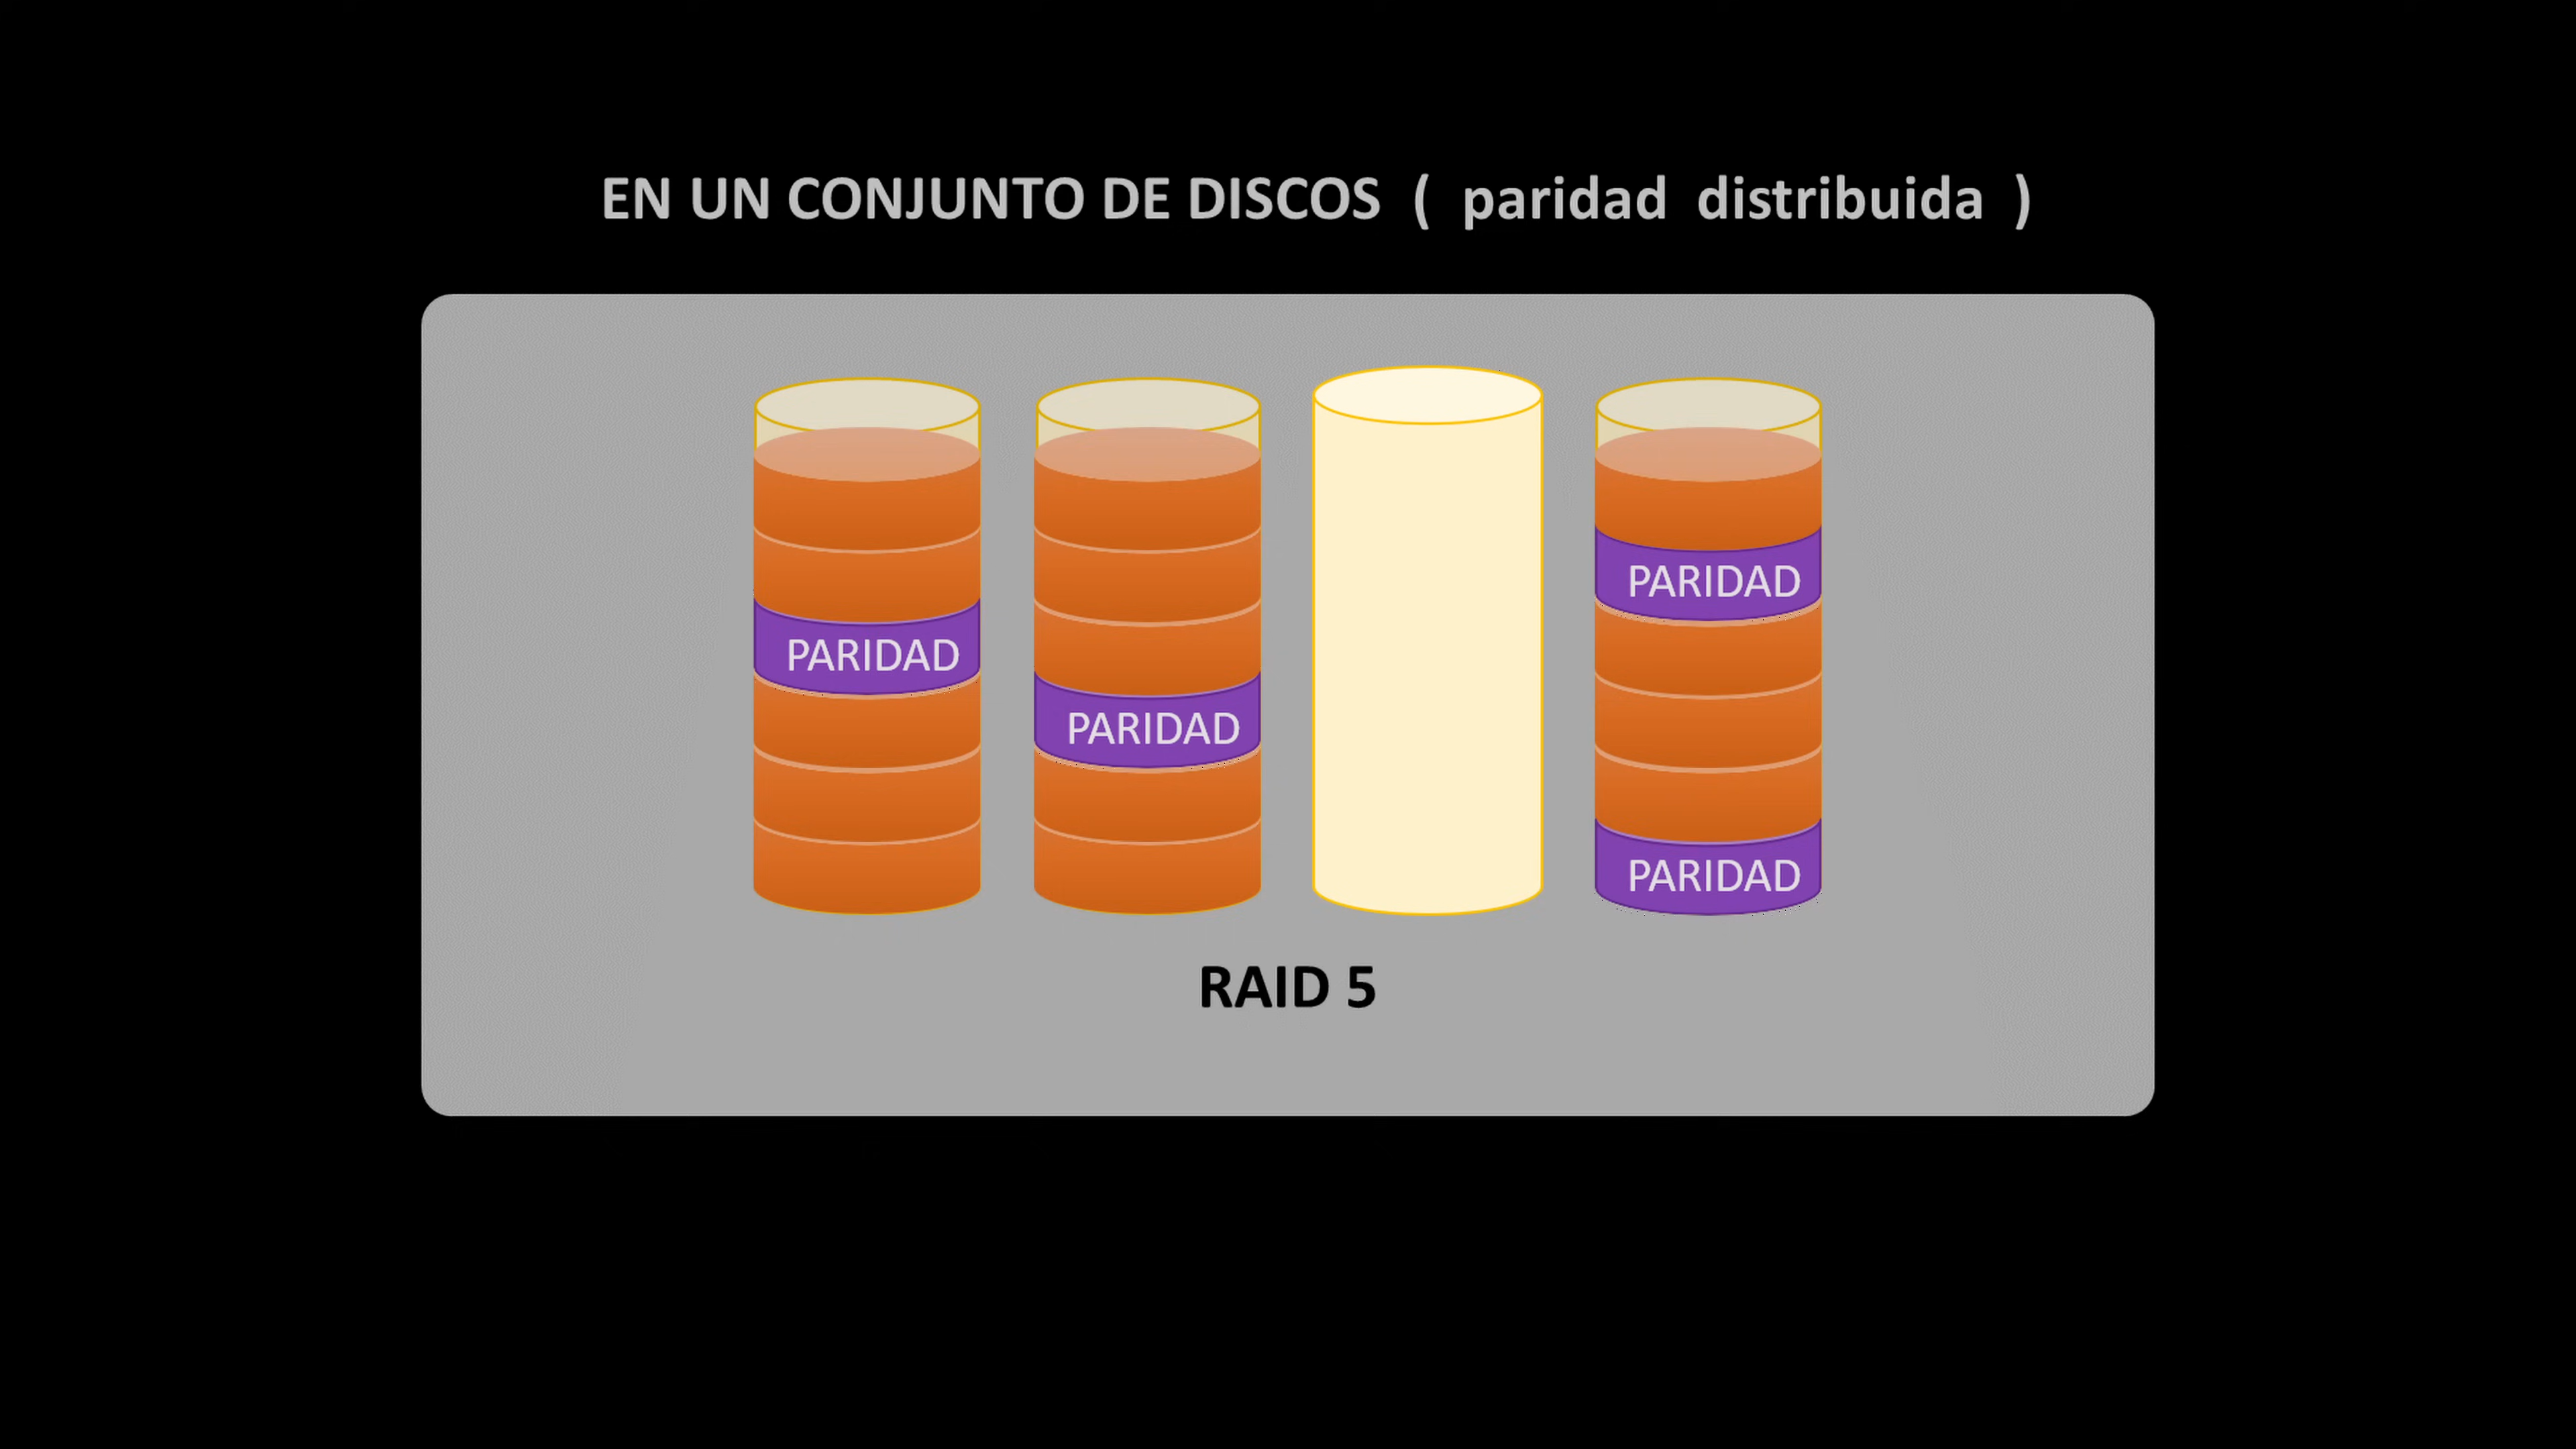 EN UN CONJUNTO DE DISCOS ( paridad distribuida )
PARIDAD
PARIDAD
PARIDAD
PARIDAD
RAID 5